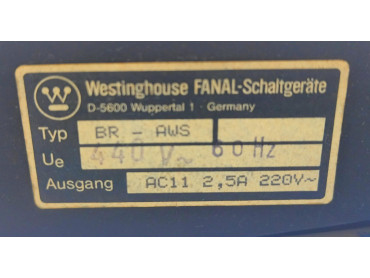 Westinghouse FANAL-Schaltgeräte
D-5600 Wuppertal 1 · Germany
Typ BR - AWS
Ue 440 V~ 60 Hz
Ausgang AC11 2,5A 220V~